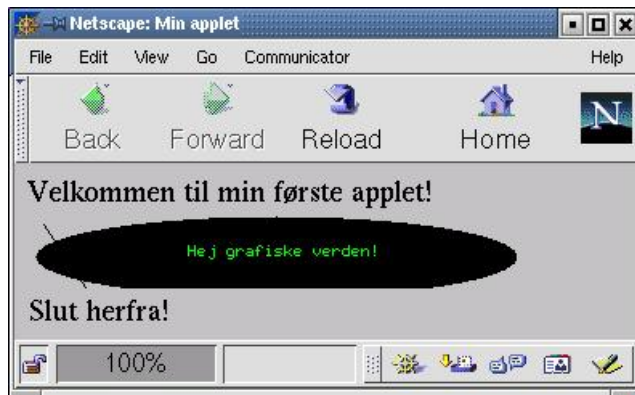 Netscape: Min applet
File Edit View Go Communicator Help
Back Forward Reload Home
N
Velkommen til min første applet!
Hej grafiske verden!
Slut herfra!
100%